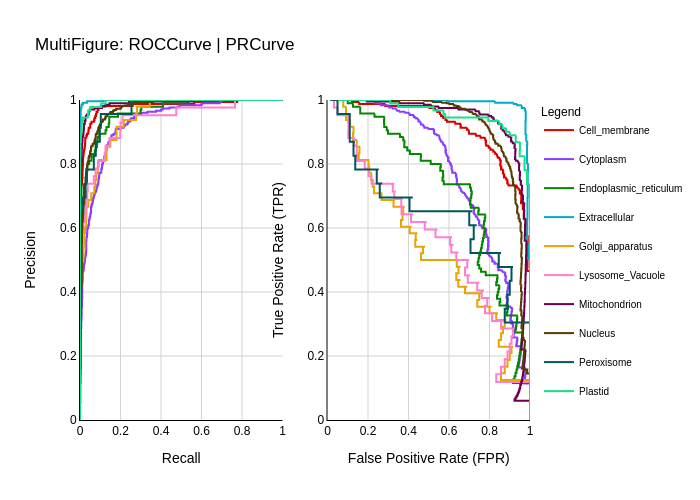 MultiFigure: ROCCurve | PRCurve
Precision
1
0.8
0.6
0.4
0.2
0
0 0.2 0.4 0.6 0.8 1
Recall
True Positive Rate (TPR)
1
0.8
0.6
0.4
0.2
0
0 0.2 0.4 0.6 0.8 1
False Positive Rate (FPR)
Legend
Cell_membrane
Cytoplasm
Endoplasmic_reticulum
Extracellular
Golgi_apparatus
Lysosome_Vacuole
Mitochondrion
Nucleus
Peroxisome
Plastid